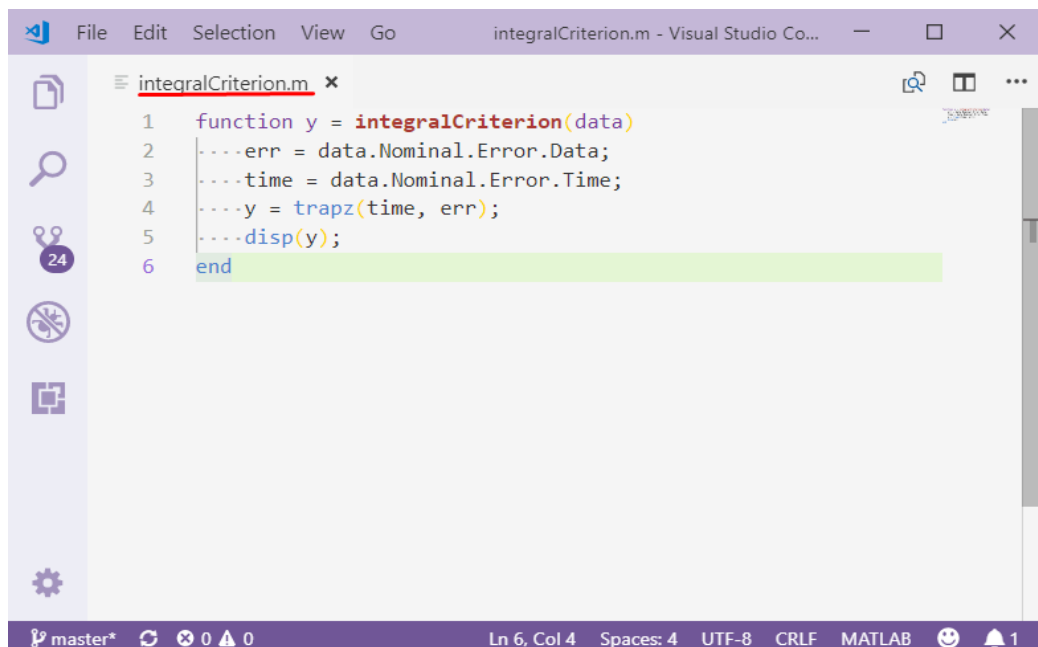 File Edit Selection View Go integralCriterion.m - Visual Studio Co...
integralCriterion.m
1 function y = integralCriterion(data)
2 ····err = data.Nominal.Error.Data;
3 ····time = data.Nominal.Error.Time;
4 ····y = trapz(time, err);
5 ····disp(y);
6 end
24
master* 0 0 Ln 6, Col 4 Spaces: 4 UTF-8 CRLF MATLAB 1